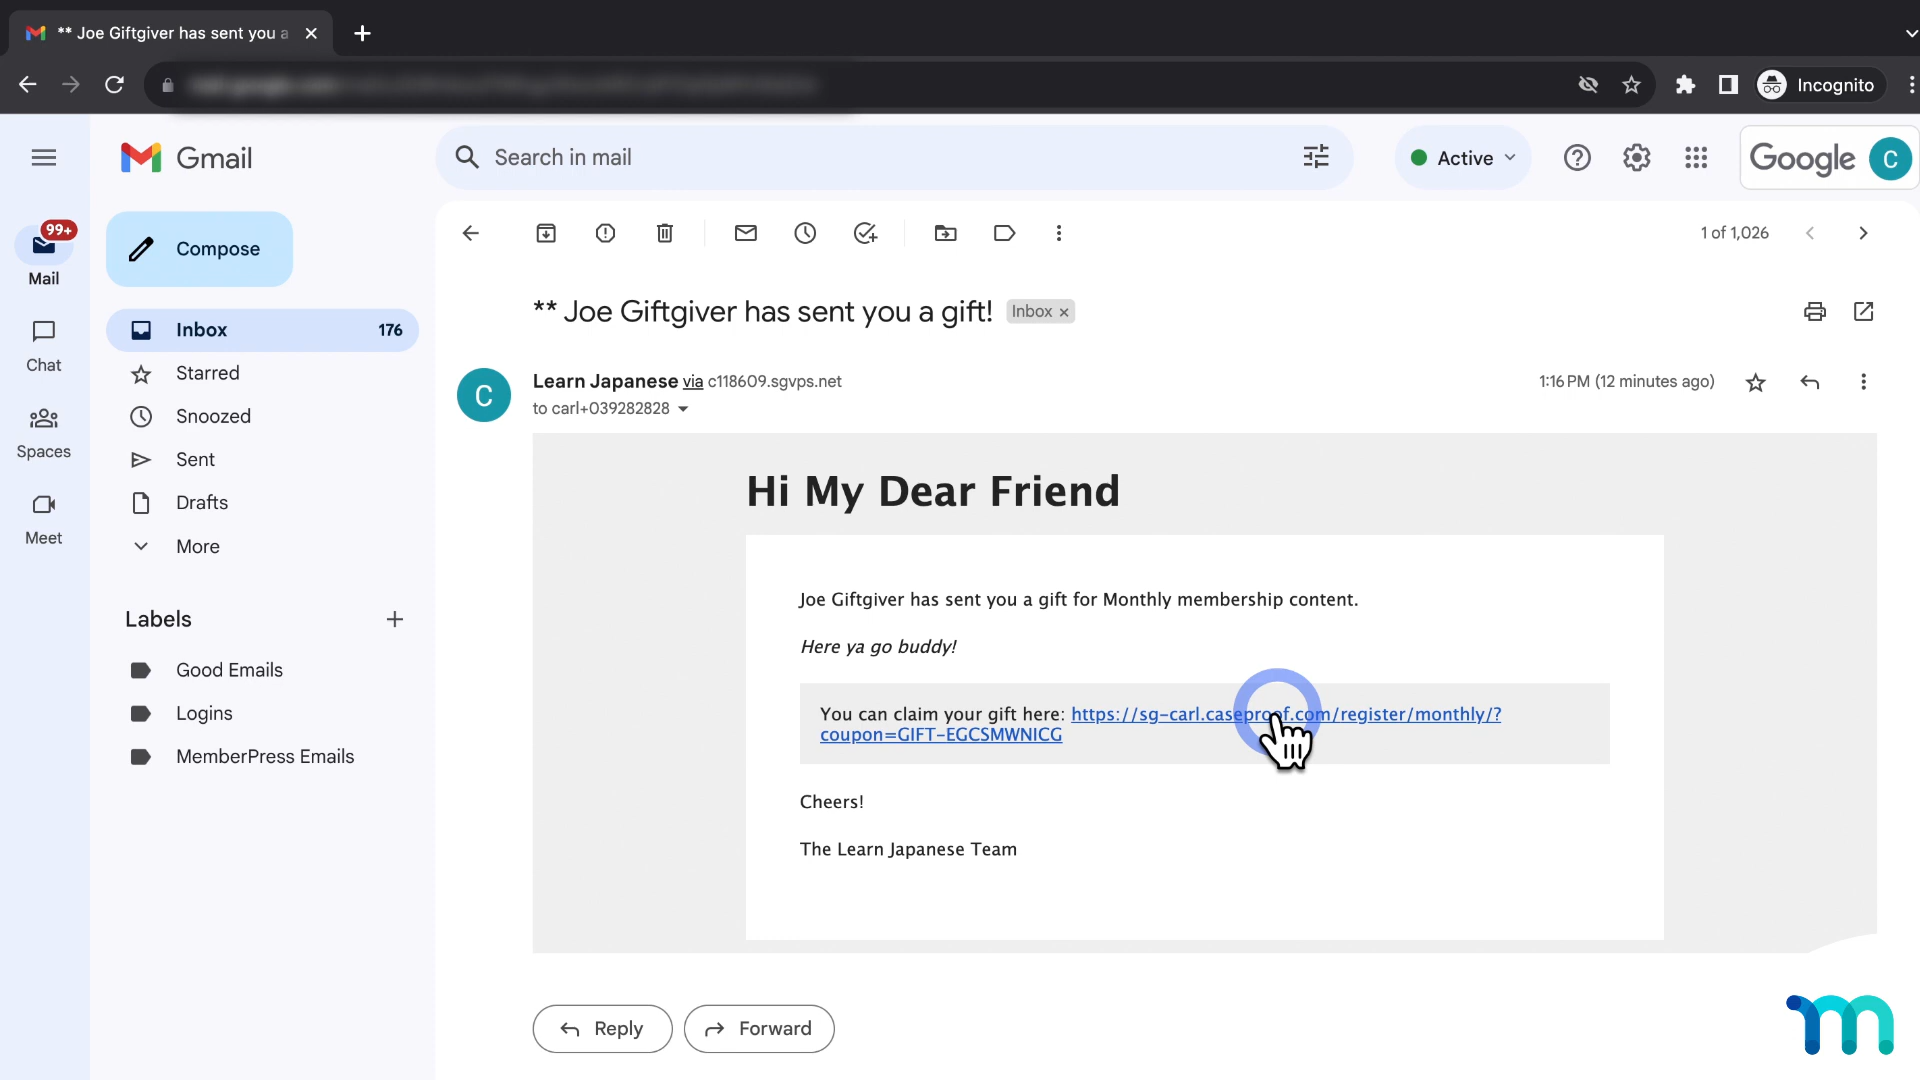 ** Joe Giftgiver has sent you a
Incognito
Gmail
Search in mail
Active
Google
C
99+
Mail
Chat
Spaces
Meet
Compose
Inbox 176
Starred
Snoozed
Sent
Drafts
More
Labels
Good Emails
Logins
MemberPress Emails
1 of 1,026
** Joe Giftgiver has sent you a gift! Inbox ×
C
Learn Japanese via c118609.sgvps.net
1:16 PM (12 minutes ago)
to carl+039282828
Hi My Dear Friend
Joe Giftgiver has sent you a gift for Monthly membership content.
Here ya go buddy!
You can claim your gift here: https://sg-carl.caseproof.com/register/monthly/?
coupon=GIFT-EGCSMWNICG
Cheers!
The Learn Japanese Team
Reply
Forward
m